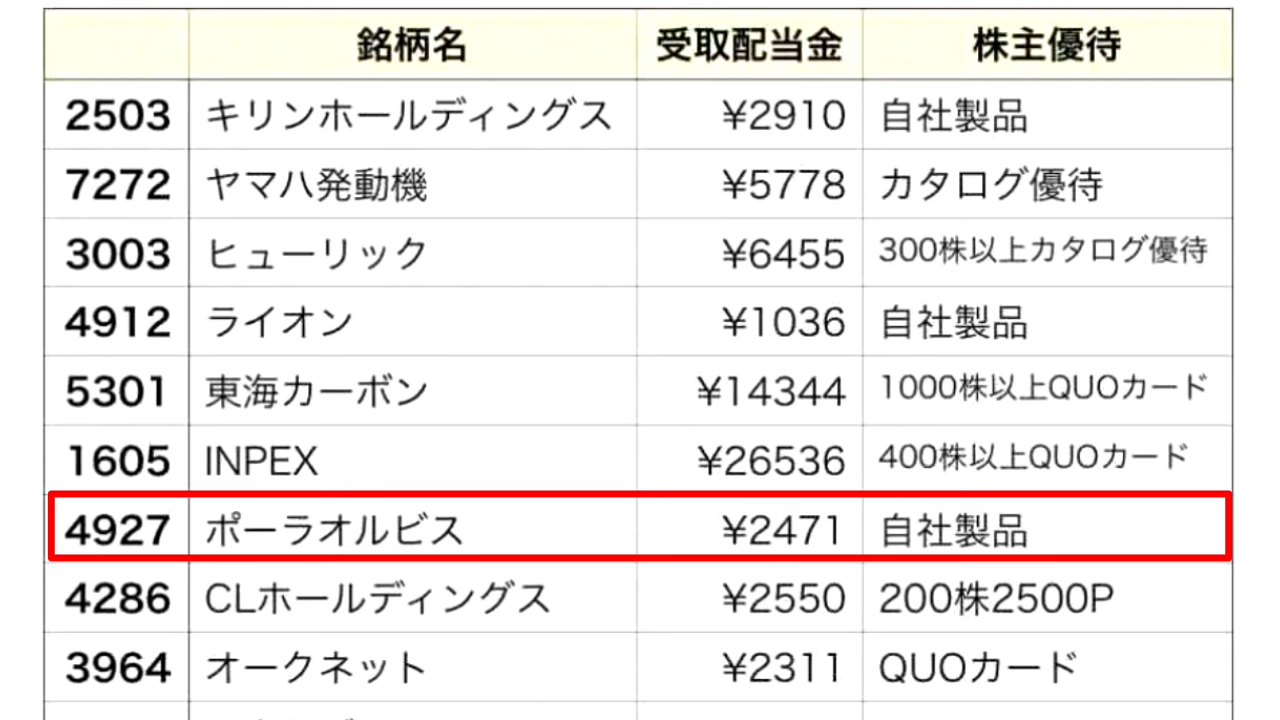 銘柄名 受取配当金 株主優待
2503 キリンホールディングス ¥2910 自社製品
7272 ヤマハ発動機 ¥5778 カタログ優待
3003 ヒューリック ¥6455 300株以上カタログ優待
4912 ライオン ¥1036 自社製品
5301 東海カーボン ¥14344 1000株以上QUOカード
1605 INPEX ¥26536 400株以上QUOカード
4927 ポーラオルビス ¥2471 自社製品
4286 CLホールディングス ¥2550 200株2500P
3964 オークネット ¥2311 QUOカード